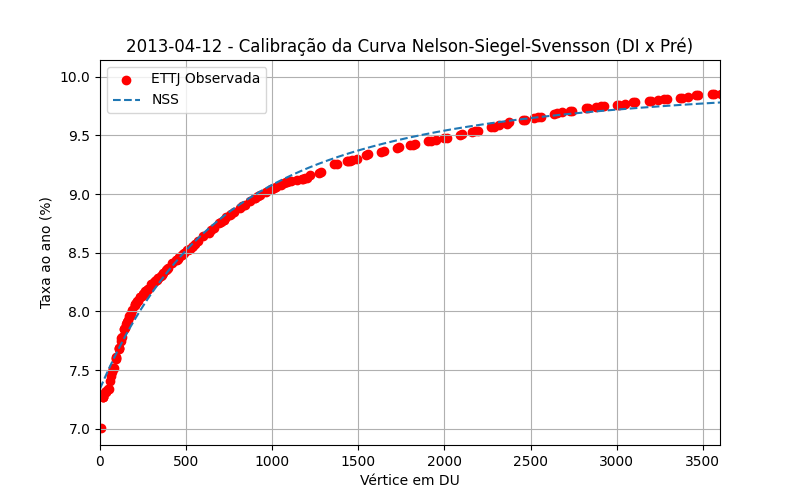 2013-04-12 - Calibração da Curva Nelson-Siegel-Svensson (DI x Pré)
ETTJ Observada
NSS
Taxa ao ano (%)
10.0
9.5
9.0
8.5
8.0
7.5
7.0
0 500 1000 1500 2000 2500 3000 3500
Vértice em DU